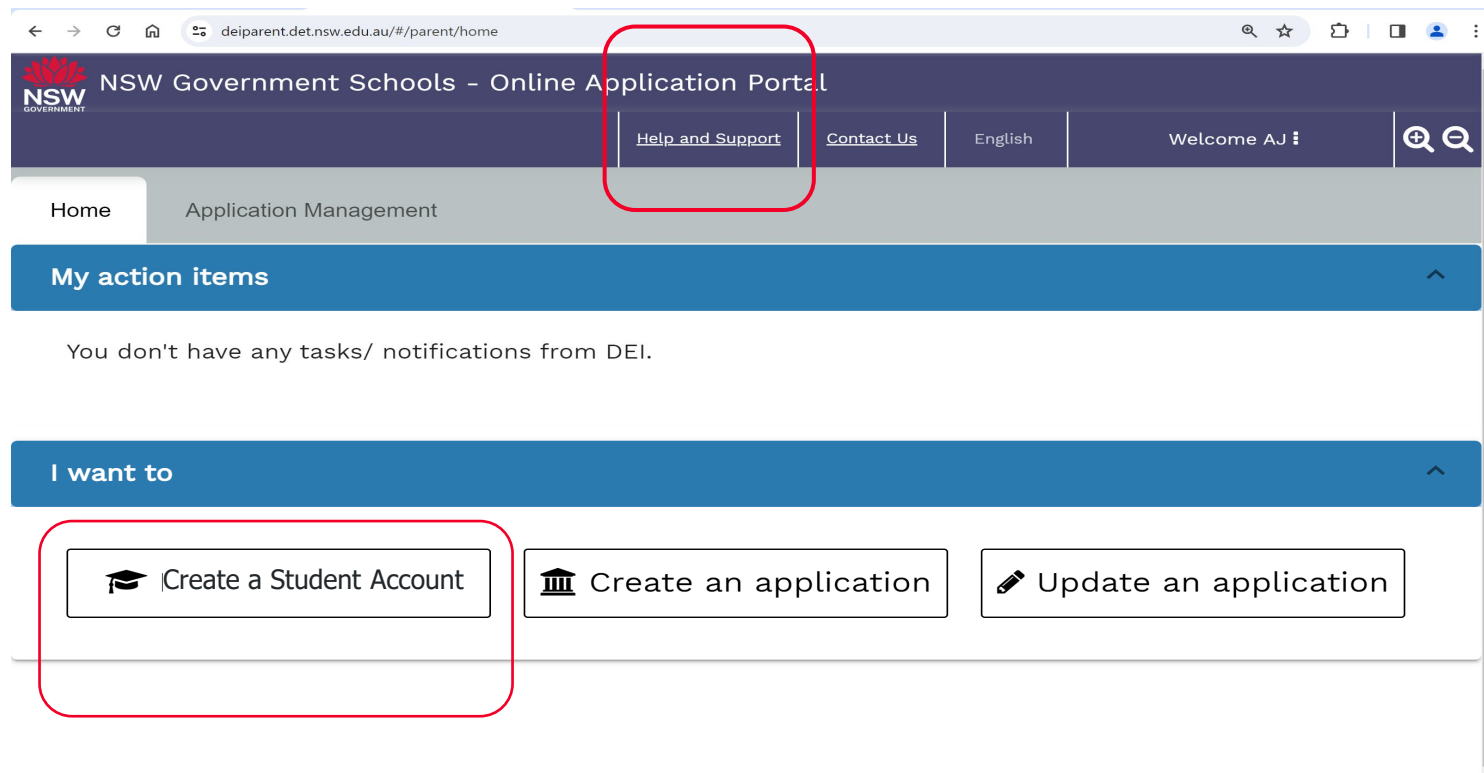 deiparent.det.nsw.edu.au/#/parent/home
NSW GOVERNMENT
NSW Government Schools - Online Application Portal
Help and Support
Contact Us
English
Welcome AJ
Home
Application Management
My action items
You don't have any tasks/ notifications from DEI.
I want to
Create a Student Account
Create an application
Update an application